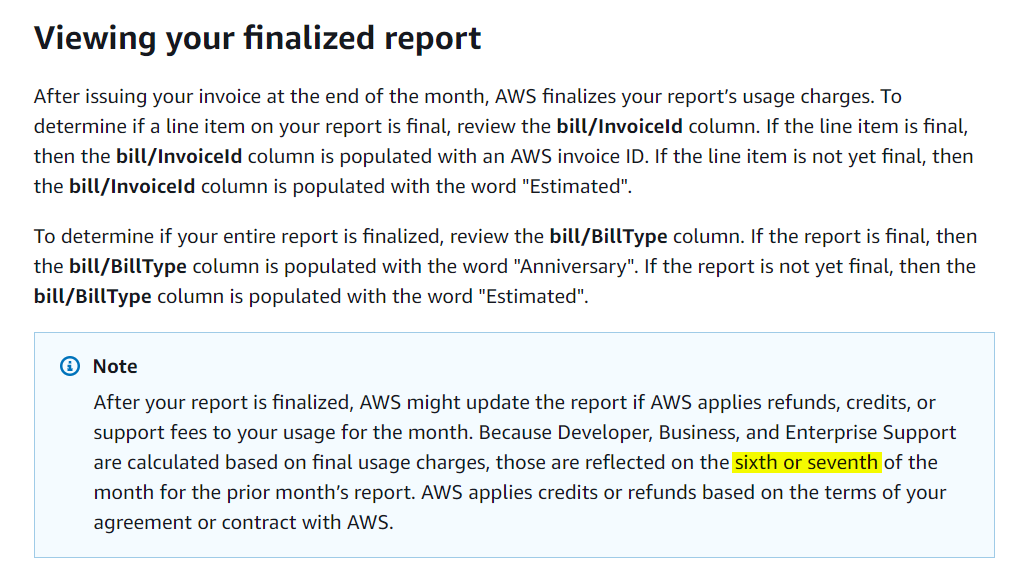 Viewing your finalized report
After issuing your invoice at the end of the month, AWS finalizes your report’s usage charges. To
determine if a line item on your report is final, review the bill/InvoiceId column. If the line item is final,
then the bill/InvoiceId column is populated with an AWS invoice ID. If the line item is not yet final, then
the bill/InvoiceId column is populated with the word "Estimated".
To determine if your entire report is finalized, review the bill/BillType column. If the report is final, then
the bill/BillType column is populated with the word "Anniversary". If the report is not yet final, then the
bill/BillType column is populated with the word "Estimated".
Note
After your report is finalized, AWS might update the report if AWS applies refunds, credits, or
support fees to your usage for the month. Because Developer, Business, and Enterprise Support
are calculated based on final usage charges, those are reflected on the sixth or seventh of the
month for the prior month’s report. AWS applies credits or refunds based on the terms of your
agreement or contract with AWS.